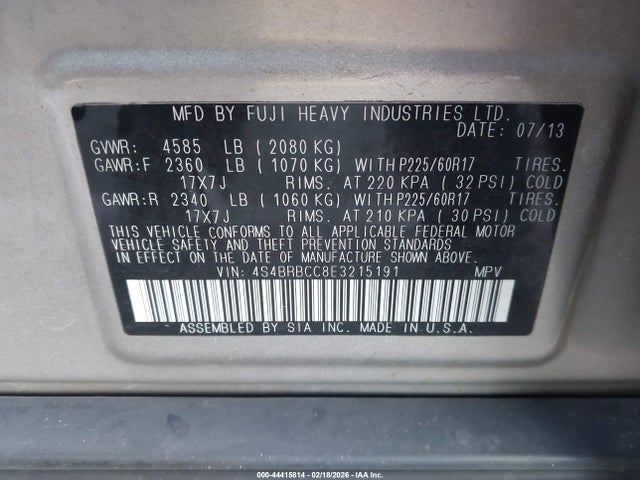 MFD BY FUJI HEAVY INDUSTRIES LTD.
DATE: 07/13
GVWR: 4585 LB (2080 KG)
GAWR:F 2360 LB (1070 KG) WITH P225/60R17 TIRES.
17X7J RIMS. AT 220 KPA (32 PSI) COLD
GAWR:R 2340 LB (1060 KG) WITH P225/60R17 TIRES.
17X7J RIMS. AT 210 KPA (30 PSI) COLD
THIS VEHICLE CONFORMS TO ALL APPLICABLE FEDERAL MOTOR
VEHICLE SAFETY AND THEFT PREVENTION STANDARDS
IN EFFECT ON THE DATE OF MANUFACTURE SHOWN ABOVE.
VIN: 4S4BRBCC8E3215191 MPV
ASSEMBLED BY SIA INC. MADE IN U.S.A.
000-44415814 - 02/18/2026 - IAA Inc.